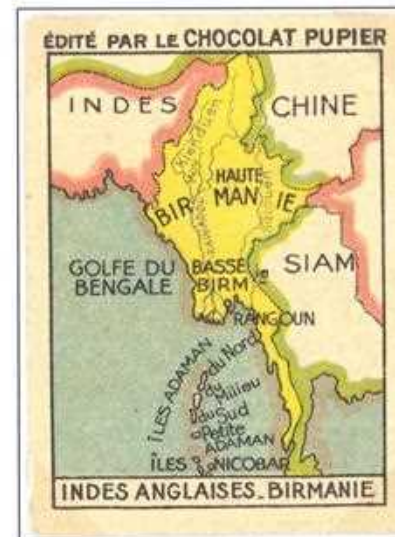 ÉDITÉ PAR LE CHOCOLAT PUPIER
INDES
CHINE
HAUTE
BIR MAN IE
GOLFE DU
BENGALE
BASSE
BIRM ie
SIAM
RANGOUN
ÎLES ADAMAN
du Nord
du Milieu
du Sud
Petite
ADAMAN
ÎLES NICOBAR
INDES ANGLAISES_BIRMANIE